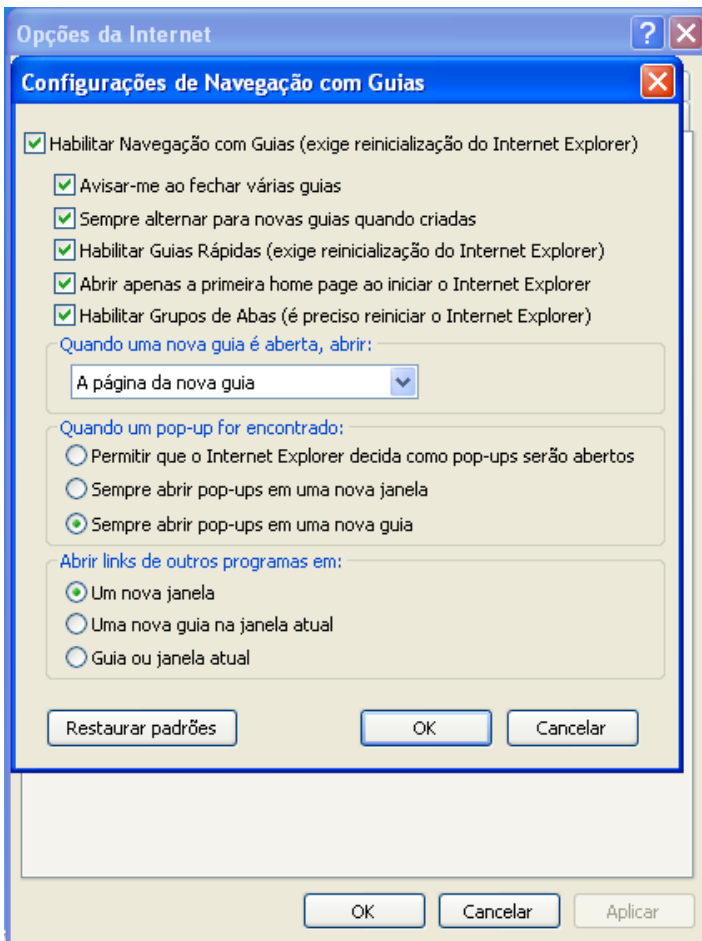 Opções da Internet
Configurações de Navegação com Guias
Habilitar Navegação com Guias (exige reinicialização do Internet Explorer)
Avisar-me ao fechar várias guias
Sempre alternar para novas guias quando criadas
Habilitar Guias Rápidas (exige reinicialização do Internet Explorer)
Abrir apenas a primeira home page ao iniciar o Internet Explorer
Habilitar Grupos de Abas (é preciso reiniciar o Internet Explorer)
Quando uma nova guia é aberta, abrir:
A página da nova guia
Quando um pop-up for encontrado:
Permitir que o Internet Explorer decida como pop-ups serão abertos
Sempre abrir pop-ups em uma nova janela
Sempre abrir pop-ups em uma nova guia
Abrir links de outros programas em:
Um nova janela
Uma nova guia na janela atual
Guia ou janela atual
Restaurar padrões OK Cancelar
OK Cancelar Aplicar